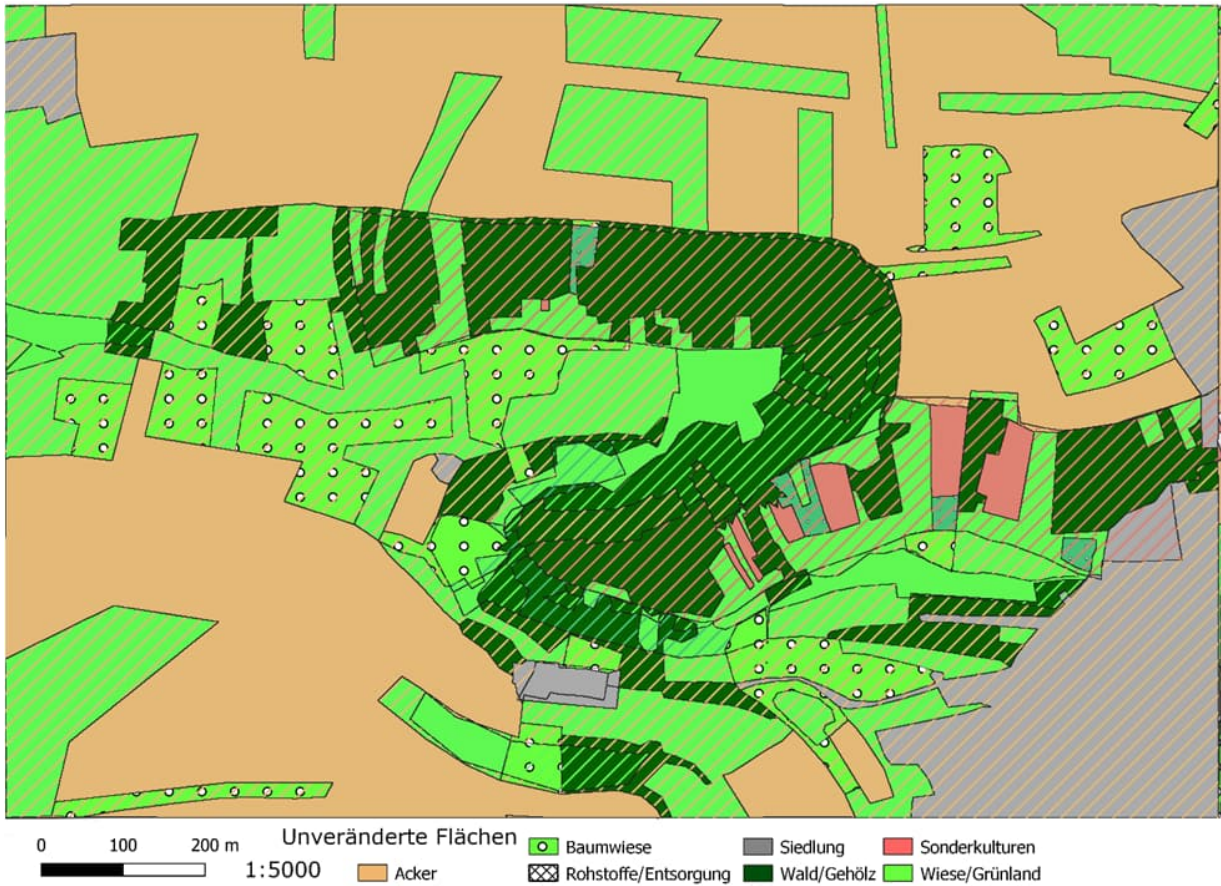 0 100 200 m
1:5000
Unveränderte Flächen
Acker
Baumwiese
Rohstoffe/Entsorgung
Siedlung
Wald/Gehölz
Sonderkulturen
Wiese/Grünland